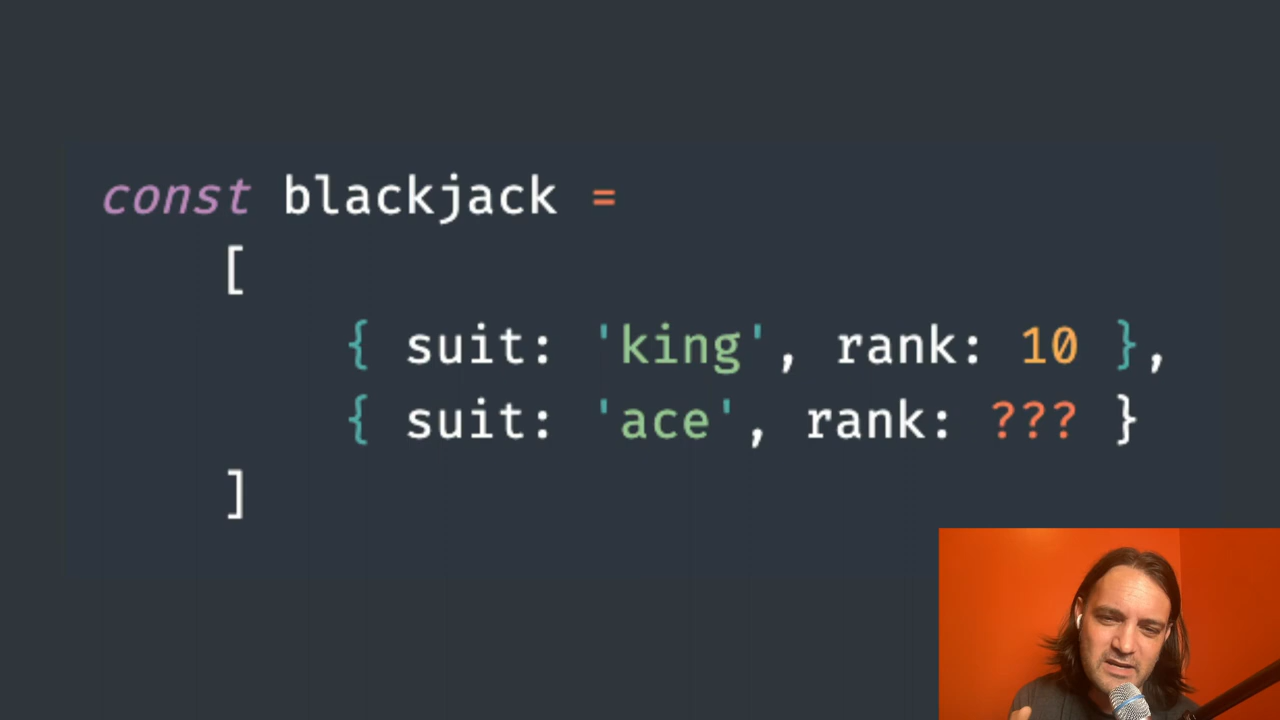 const blackjack =
[
{ suit: 'king', rank: 10 },
{ suit: 'ace', rank: ??? }
]